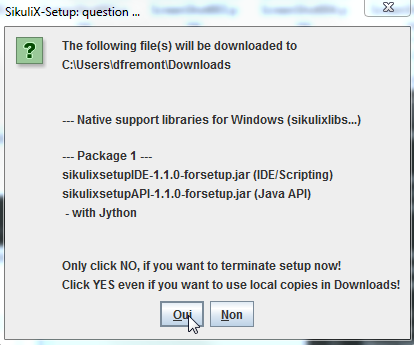 SikuliX-Setup: question ...
The following file(s) will be downloaded to
C:\Users\dfremont\Downloads
--- Native support libraries for Windows (sikulixlibs...)
--- Package 1 ---
sikulixsetupIDE-1.1.0-forsetup.jar (IDE/Scripting)
sikulixsetupAPI-1.1.0-forsetup.jar (Java API)
- with Jython
Only click NO, if you want to terminate setup now!
Click YES even if you want to use local copies in Downloads!
Oui Non